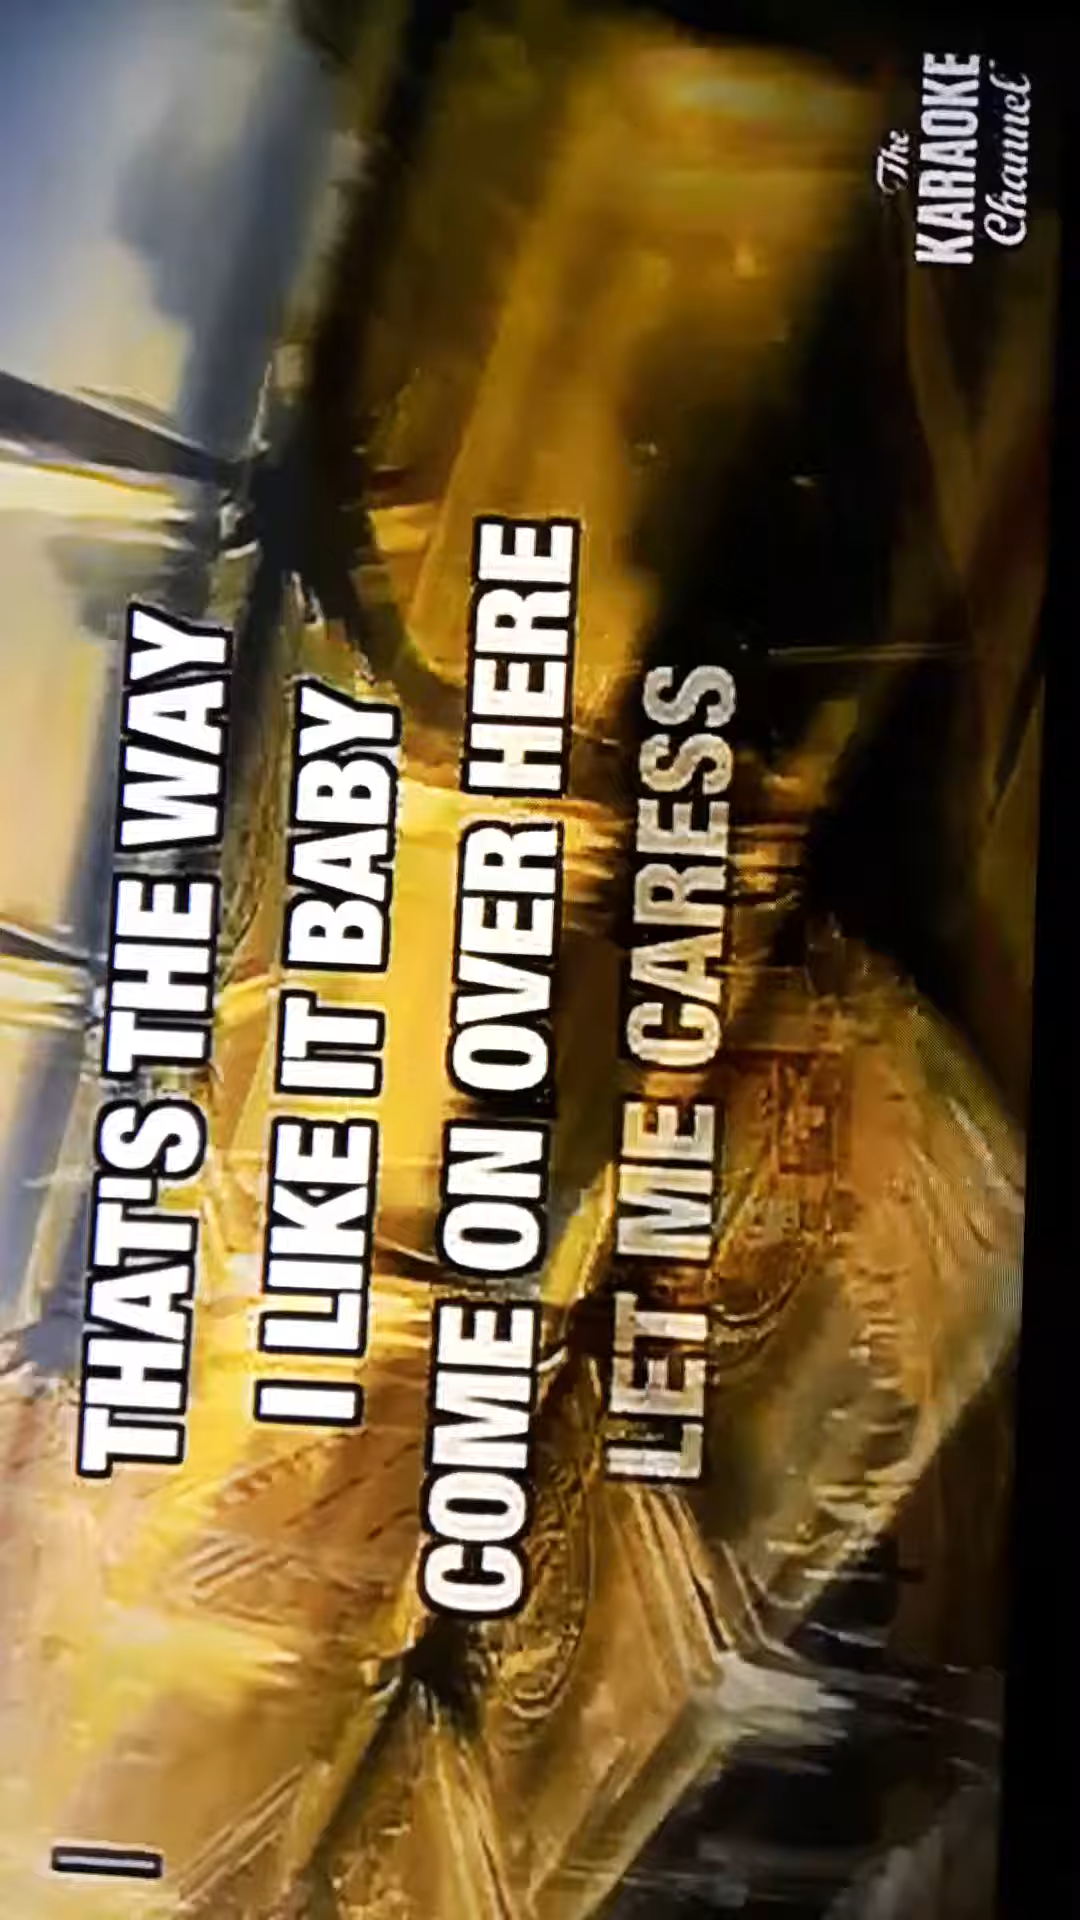 THAT'S THE WAY
I LIKE IT BABY
COME ON OVER HERE
LET ME CARESS
The
KARAOKE
Channel